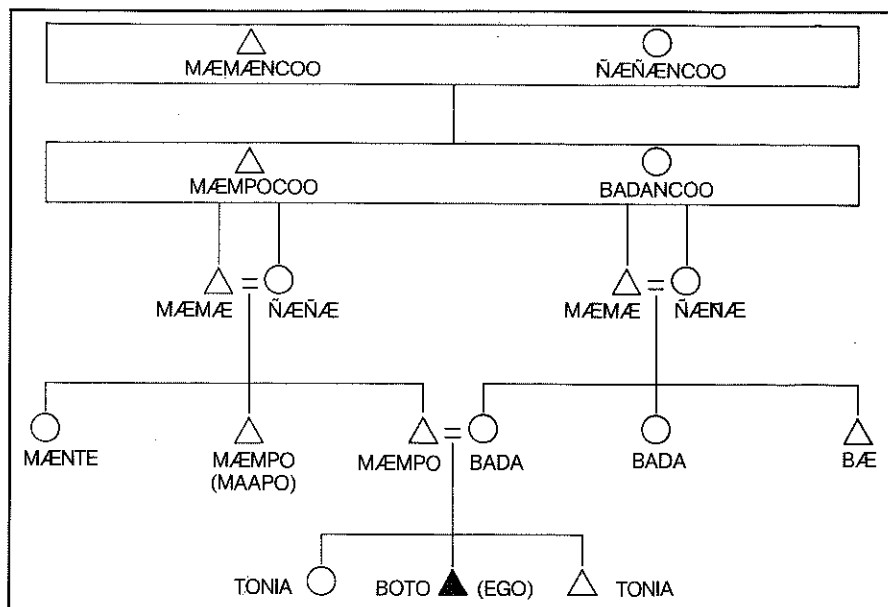 MÆMÆNCOO ÑÆÑÆNCOO
MÆMPOCOO BADANCOO
MÆMÆ ÑÆÑÆ MÆMÆ ÑÆÑÆ
MÆNTE MÆMPO MÆMPO BADA BADA BÆ
(MAAPO)
TONIA BOTO (EGO) TONIA